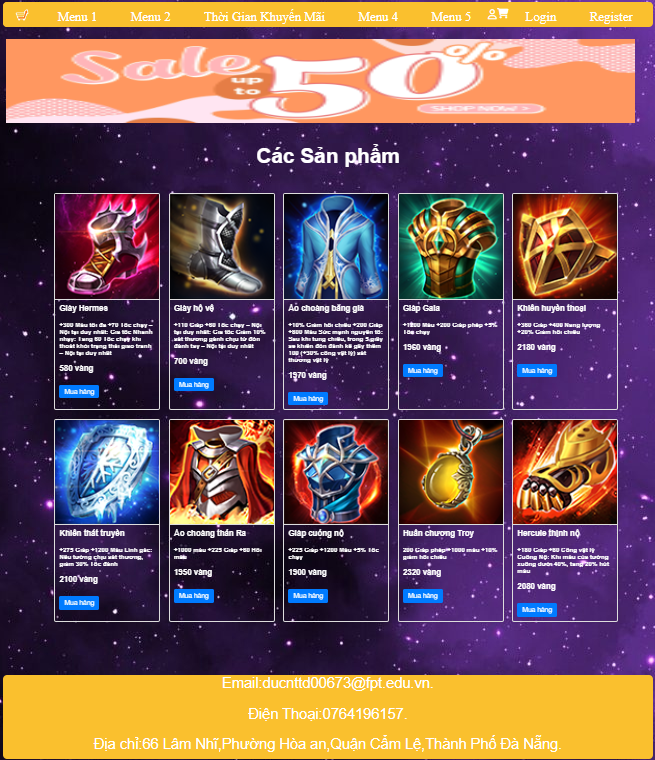 Menu 1 Menu 2 Thời Gian Khuyến Mãi Menu 4 Menu 5 Login Register
Sale up to 50%
SHOP NOW
Các Sản phẩm
Giày Hermes
+300 Máu tối đa +70 Tốc chạy –
Nội tại duy nhất: Gia tốc Nhanh
nhạy: Tăng 60 Tốc chạy khi
thoát khỏi trạng thái giao tranh
– Nội tại duy nhất
580 vàng
Mua hàng
Giày hộ vệ
+110 Giáp +60 Tốc chạy – Nội
tại duy nhất: Gia tốc Giảm 10%
sát thương gánh chịu từ đòn
đánh tay – Nội tại duy nhất
700 vàng
Mua hàng
Áo choàng băng giá
+10% Giảm hồi chiêu +200 Giáp
+800 Máu Sức mạnh nguyên tố:
Sau khi tung chiêu, trong 5 giây
sẽ khiến đòn đánh kế gây thêm
100 (+30% công vật lý) sát
thương vật lý
1970 vàng
Mua hàng
Giáp Gaia
+1000 Máu +200 Giáp phép +5%
Tốc chạy
1960 vàng
Mua hàng
Khiên huyền thoại
+360 Giáp +400 Năng lượng
+20% Giảm hồi chiêu
2180 vàng
Mua hàng
Khiên thất truyền
+275 Giáp +1200 Máu Linh giác:
Nếu tướng chịu sát thương,
giảm 30% Tốc đánh
2100 vàng
Mua hàng
Áo choàng thần Ra
+1000 máu +225 Giáp +60 Hồi
máu
1950 vàng
Mua hàng
Giáp cuồng nộ
+225 Giáp +1200 Máu +5% Tốc
chạy
1900 vàng
Mua hàng
Huân chương Troy
200 Giáp phép +1000 máu +10%
giảm hồi chiêu
2320 vàng
Mua hàng
Hercule thịnh nộ
+180 Giáp +80 Công vật lý
Cuồng Nộ: Khi máu của tướng
xuống dưới 40%, tăng 20% hút
máu
2080 vàng
Mua hàng
Email:ducnttd00673@fpt.edu.vn.
Điện Thoại:0764196157.
Địa chỉ:66 Lâm Nhĩ,Phường Hòa an,Quận Cẩm Lệ,Thành Phố Đà Nẵng.